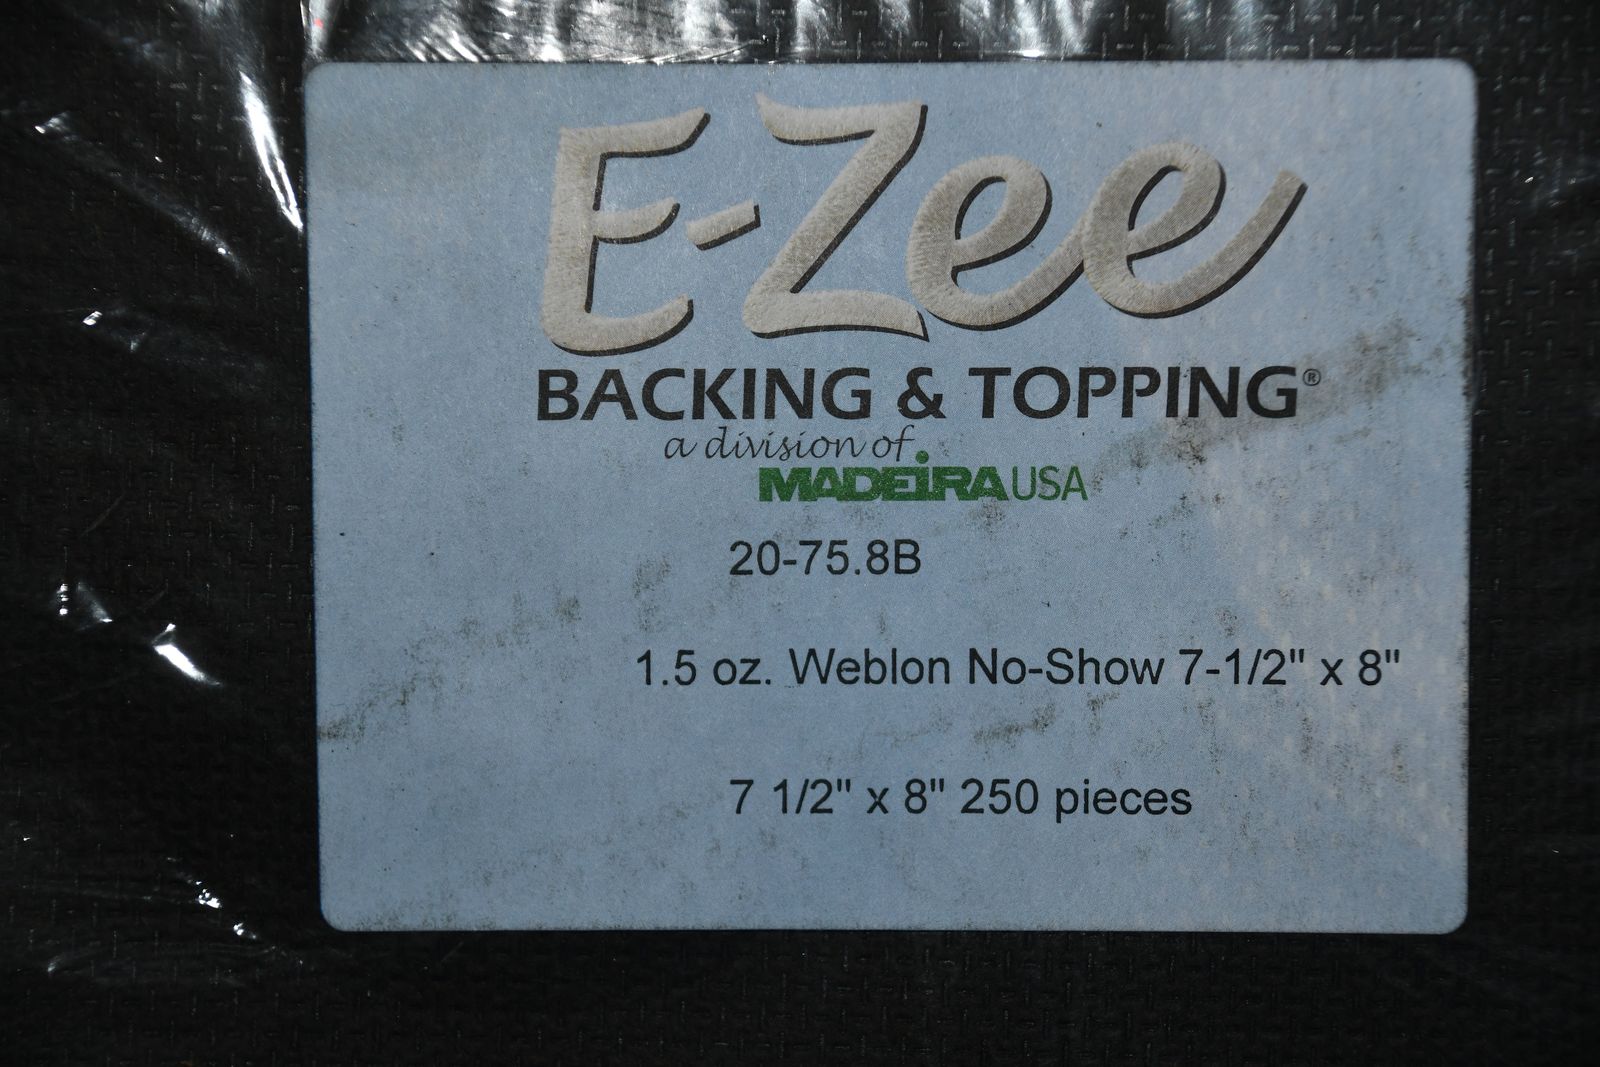 E-Zee
BACKING & TOPPING®
a division of
MADEIRA USA
20-75.8B
1.5 oz. Weblon No-Show 7-1/2" x 8"
7 1/2" x 8" 250 pieces